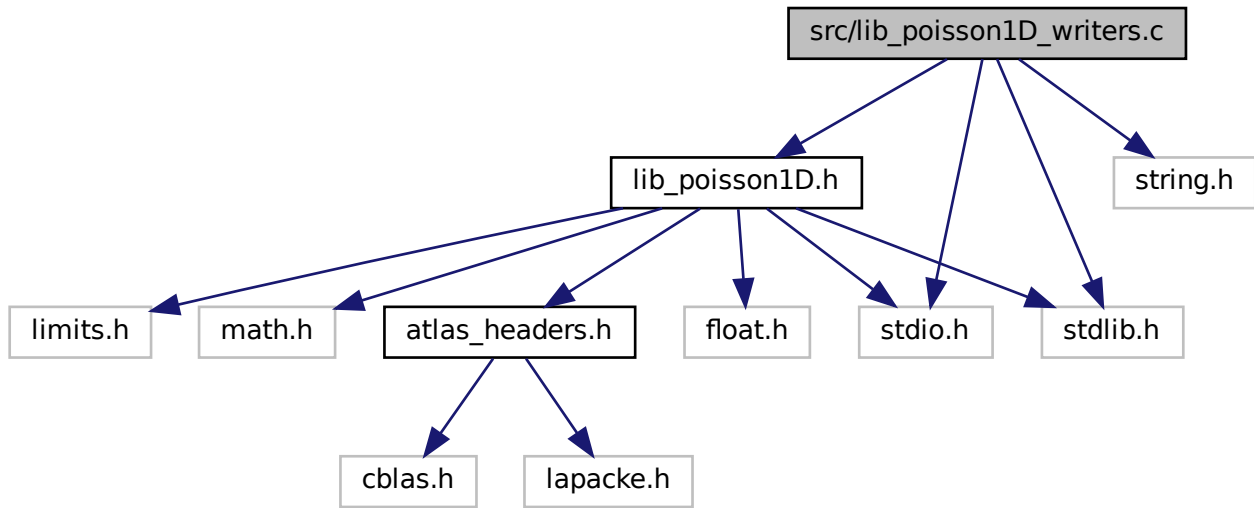 src/lib_poisson1D_writers.c
lib_poisson1D.h
string.h
limits.h
math.h
atlas_headers.h
float.h
stdio.h
stdlib.h
cblas.h
lapacke.h